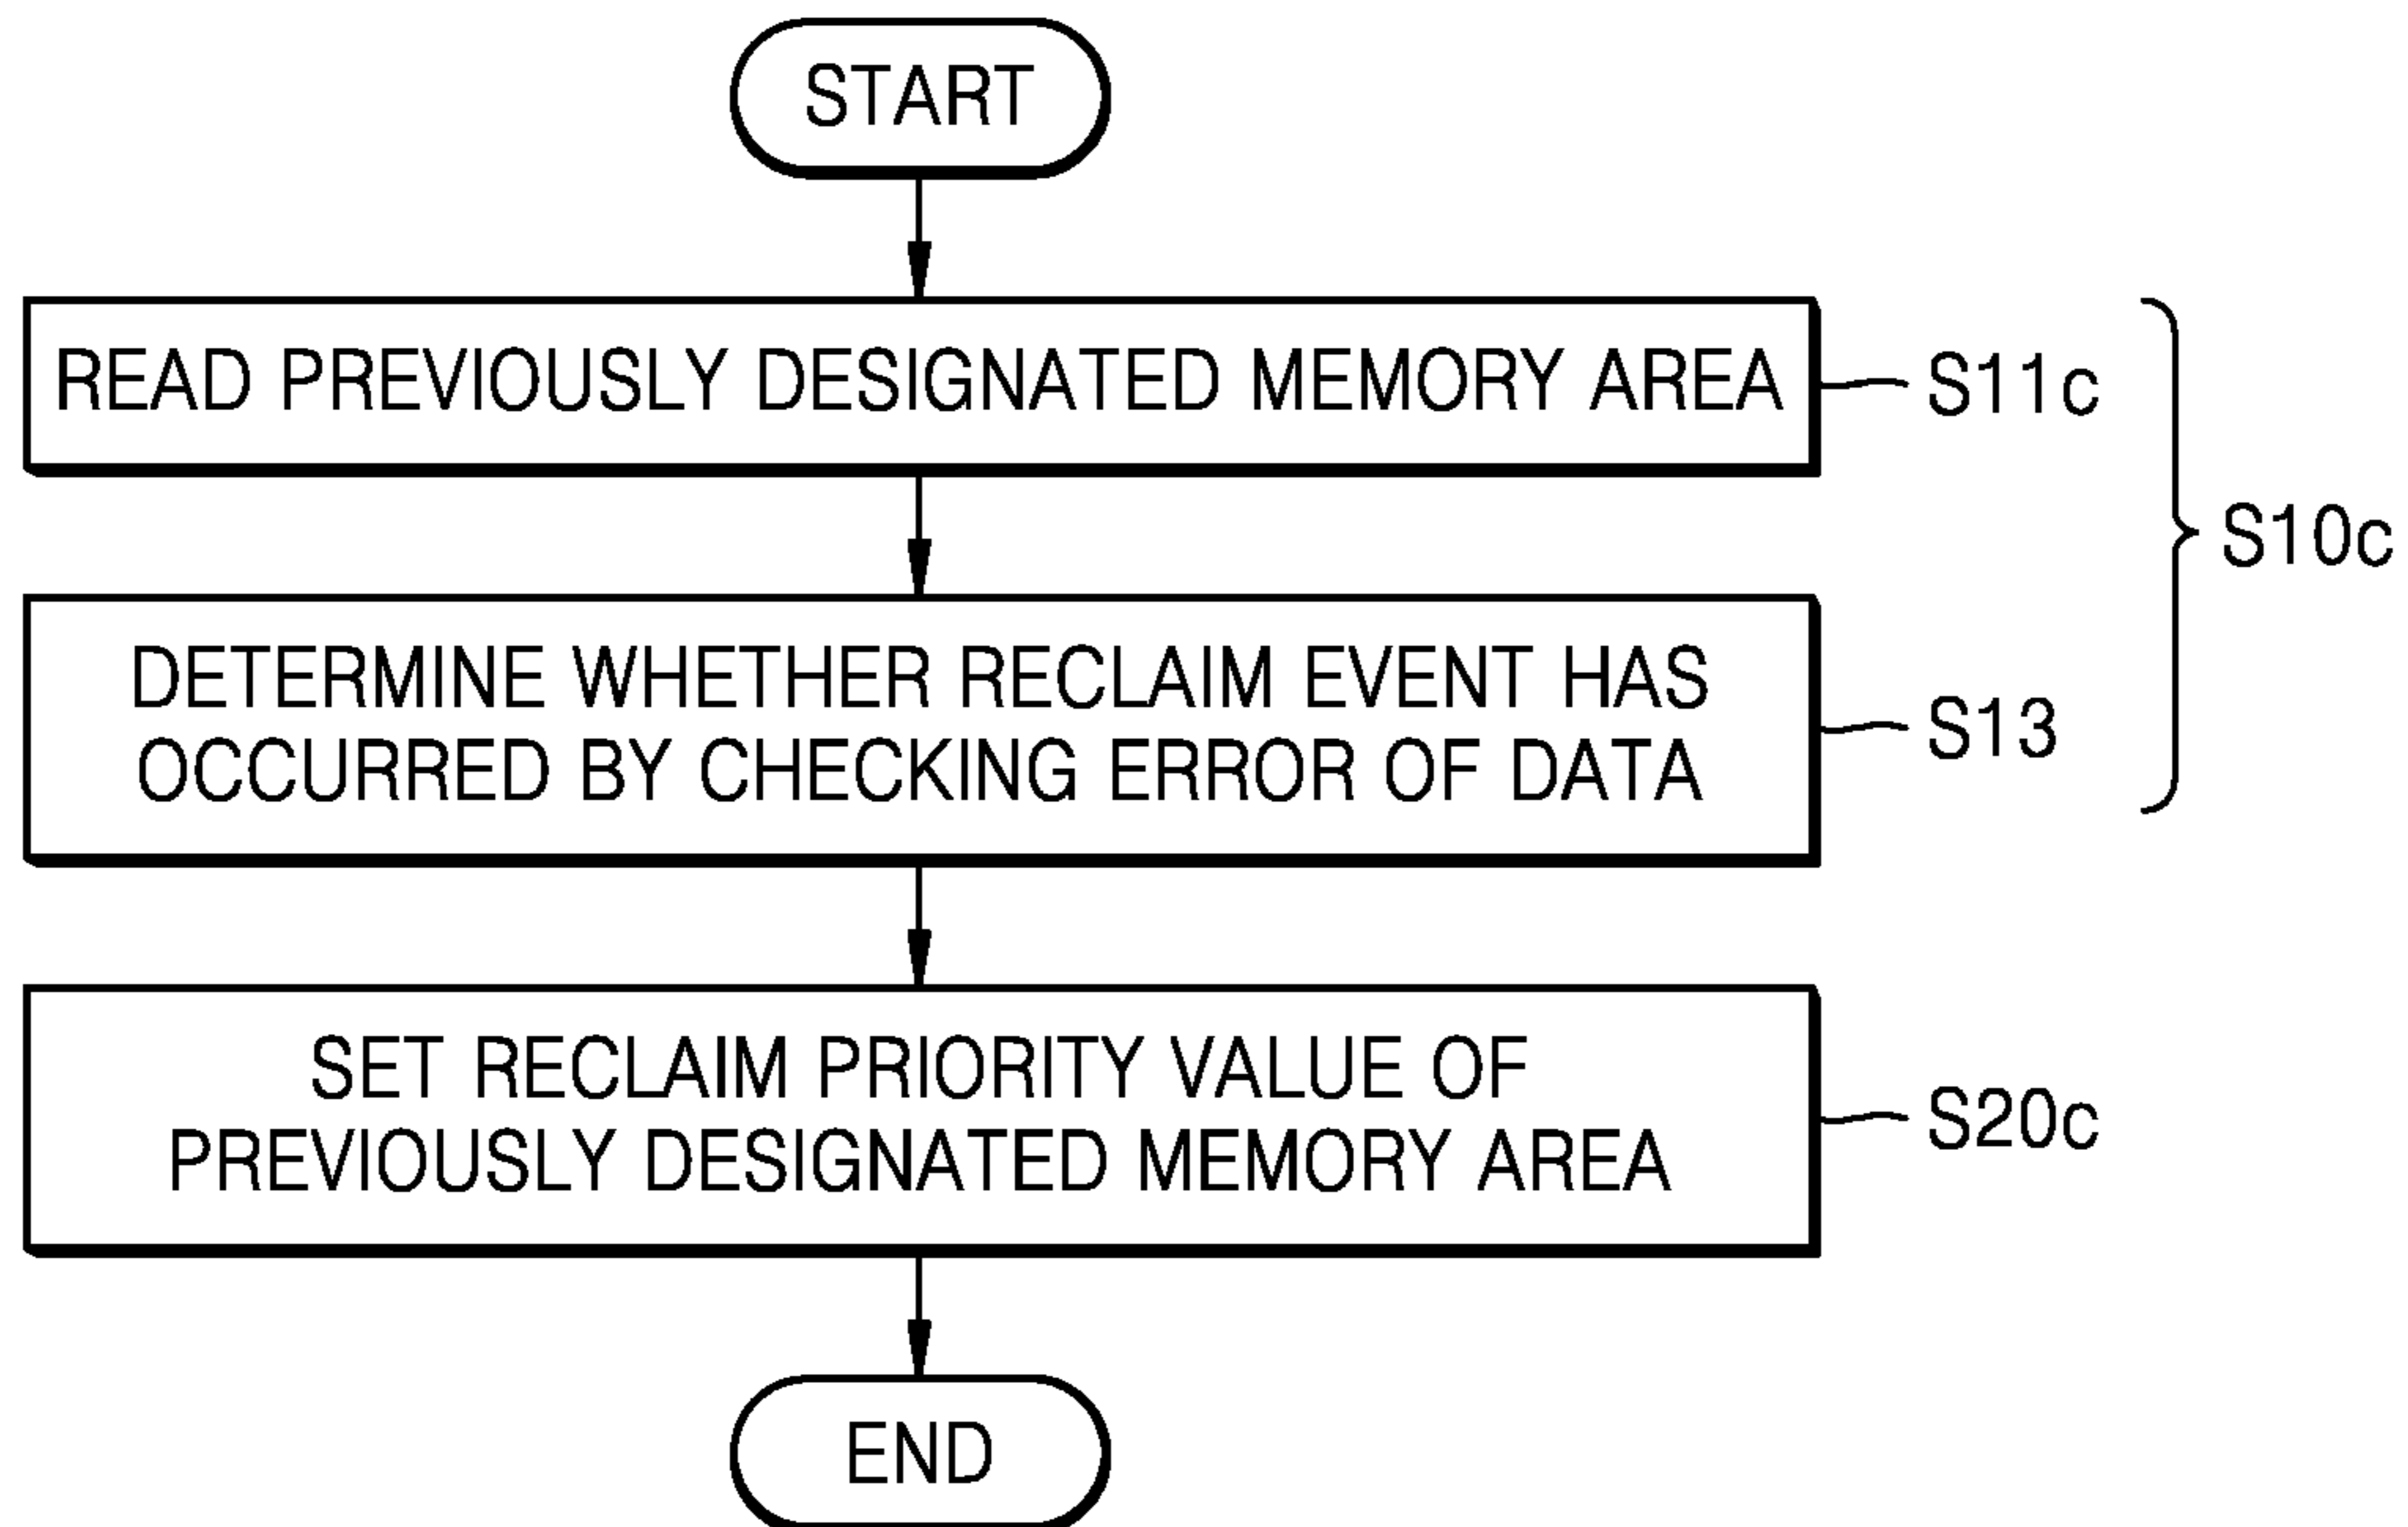 START
READ PREVIOUSLY DESIGNATED MEMORY AREA
S11c
S10c
DETERMINE WHETHER RECLAIM EVENT HAS
OCCURRED BY CHECKING ERROR OF DATA
S13
SET RECLAIM PRIORITY VALUE OF
PREVIOUSLY DESIGNATED MEMORY AREA
S20c
END